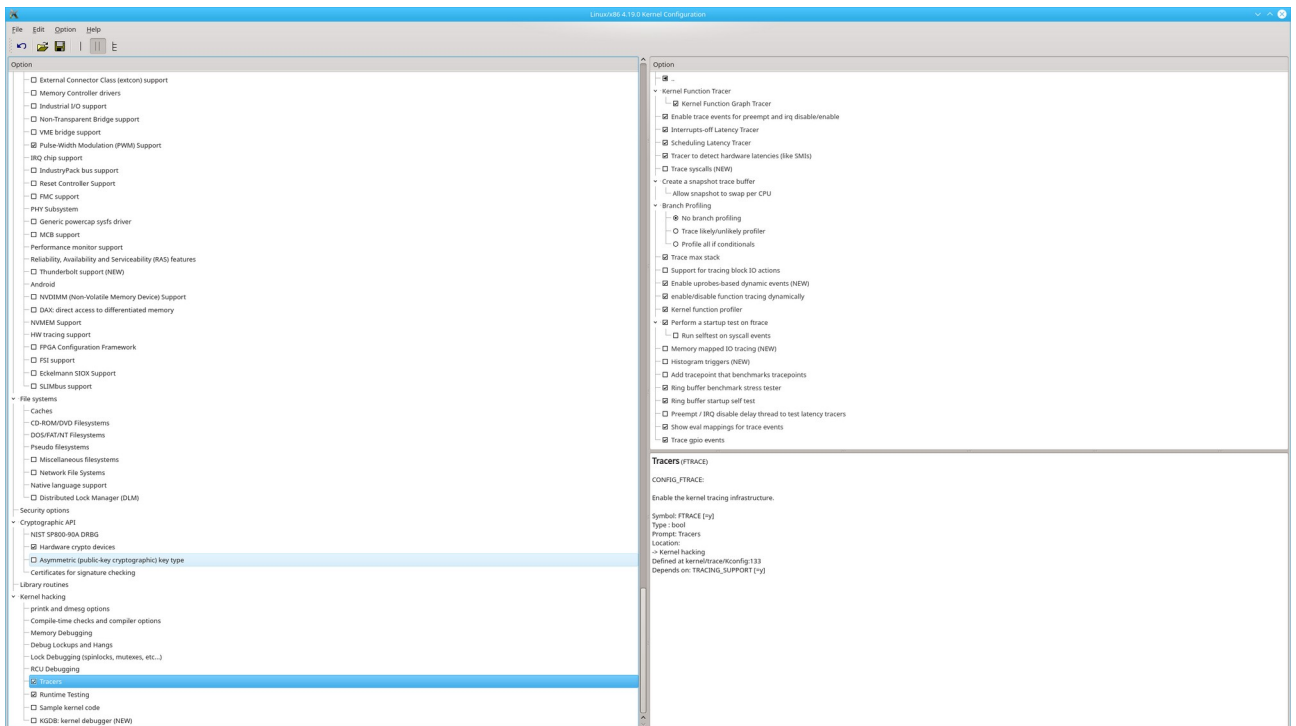 Linux/x86 4.19.0 Kernel Configuration
File Edit Option Help
Option
External Connector Class (extcon) support
Memory Controller drivers
Industrial I/O support
Non-Transparent Bridge support
VME bridge support
Pulse-Width Modulation (PWM) Support
IRQ chip support
IndustryPack bus support
Reset Controller Support
FMC support
PHY Subsystem
Generic powercap sysfs driver
MCB support
Performance monitor support
Reliability, Availability and Serviceability (RAS) features
Thunderbolt support (NEW)
Android
NVDIMM (Non-Volatile Memory Device) Support
DAX: direct access to differentiated memory
NVMEM Support
HW tracing support
FPGA Configuration Framework
FSI support
Eckelmann SIOX Support
SLIMbus support
File systems
Caches
CD-ROM/DVD Filesystems
DOS/FAT/NT Filesystems
Pseudo filesystems
Miscellaneous filesystems
Network File Systems
Native language support
Distributed Lock Manager (DLM)
Security options
Cryptographic API
NIST SP800-90A DRBG
Hardware crypto devices
Asymmetric (public-key cryptographic) key type
Certificates for signature checking
Library routines
Kernel hacking
printk and dmesg options
Compile-time checks and compiler options
Memory Debugging
Debug Lockups and Hangs
Lock Debugging (spinlocks, mutexes, etc...)
RCU Debugging
Tracers
Runtime Testing
Sample kernel code
KGDB: kernel debugger (NEW)
Option
..
Kernel Function Tracer
Kernel Function Graph Tracer
Enable trace events for preempt and irq disable/enable
Interrupts-off Latency Tracer
Scheduling Latency Tracer
Tracer to detect hardware latencies (like SMIs)
Trace syscalls (NEW)
Create a snapshot trace buffer
Allow snapshot to swap per CPU
Branch Profiling
No branch profiling
Trace likely/unlikely profiler
Profile all if conditionals
Trace max stack
Support for tracing block IO actions
Enable uprobes-based dynamic events (NEW)
enable/disable function tracing dynamically
Kernel function profiler
Perform a startup test on ftrace
Run selftest on syscall events
Memory mapped IO tracing (NEW)
Histogram triggers (NEW)
Add tracepoint that benchmarks tracepoints
Ring buffer benchmark stress tester
Ring buffer startup self test
Preempt / IRQ disable delay thread to test latency tracers
Show eval mappings for trace events
Trace gpio events
Tracers (FTRACE)
CONFIG_FTRACE:
Enable the kernel tracing infrastructure.
Symbol: FTRACE [=y]
Type : bool
Prompt: Tracers
Location:
-> Kernel hacking
Defined at kernel/trace/Kconfig:133
Depends on: TRACING_SUPPORT [=y]